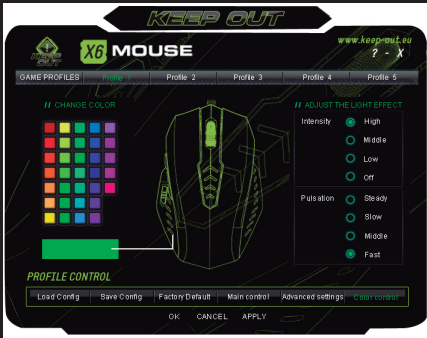 KEEP OUT
www.keep-out.eu
KEEP OUT
X6 MOUSE
? - X
GAME PROFILES Profile 1 Profile 2 Profile 3 Profile 4 Profile 5
// CHANGE COLOR
// ADJUST THE LIGHT EFFECT
Intensity High
Middle
Low
Off
Pulsation Steady
Slow
Middle
Fast
PROFILE CONTROL
Load Config Save Config Factory Default Main control Advanced settings Color control
OK CANCEL APPLY